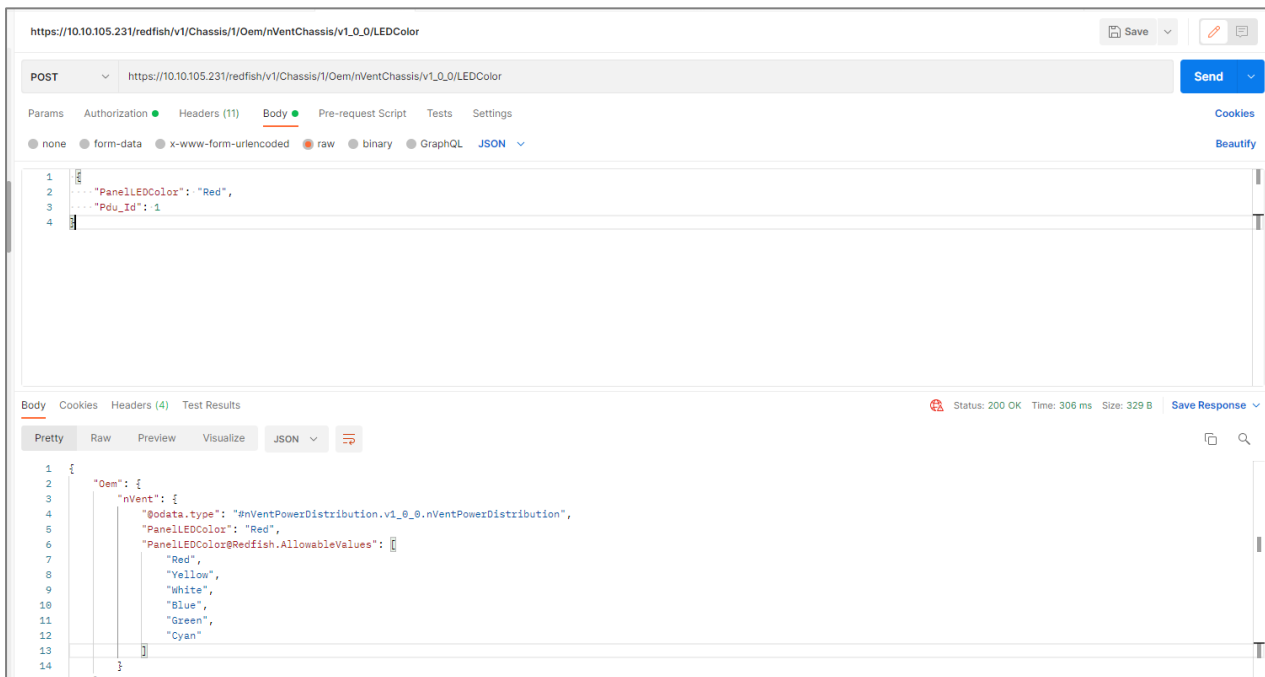 https://10.10.105.231/redfish/v1/Chassis/1/Oem/nVentChassis/v1_0_0/LEDColor
Save
POST https://10.10.105.231/redfish/v1/Chassis/1/Oem/nVentChassis/v1_0_0/LEDColor Send
Params Authorization Headers (11) Body Pre-request Script Tests Settings Cookies
none form-data x-www-form-urlencoded raw binary GraphQL JSON Beautify
1 {
2 "PanelLEDColor": "Red",
3 "Pdu_Id": 1
4 }
Body Cookies Headers (4) Test Results Status: 200 OK Time: 306 ms Size: 329 B Save Response
Pretty Raw Preview Visualize JSON
1 {
2 "Oem": {
3 "nVent": {
4 "@odata.type": "#nVentPowerDistribution.v1_0_0.nVentPowerDistribution",
5 "PanelLEDColor": "Red",
6 "PanelLEDColor@Redfish.AllowableValues": [
7 "Red",
8 "Yellow",
9 "White",
10 "Blue",
11 "Green",
12 "Cyan"
13 ]
14 }